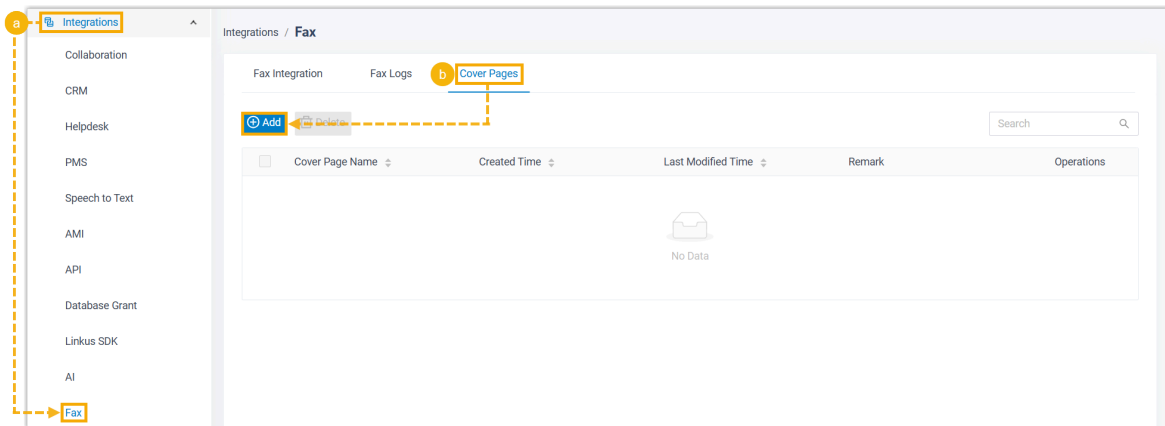 a
Integrations
Collaboration
CRM
Helpdesk
PMS
Speech to Text
AMI
API
Database Grant
Linkus SDK
AI
Fax
Integrations / Fax
Fax Integration Fax Logs b Cover Pages
Add Delete Search
Cover Page Name Created Time Last Modified Time Remark Operations
No Data